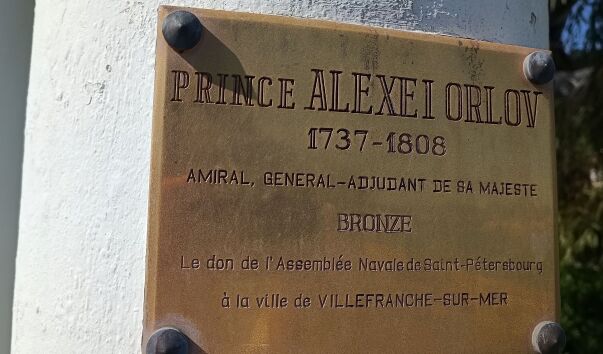 PRINCE ALEXEI ORLOV
1737-1808
AMIRAL, GENERAL-ADJUDANT DE SA MAJESTE
BRONZE
Le don de l'Assemblée Navale de Saint-Pétersbourg
à la ville de VILLEFRANCHE-SUR-MER